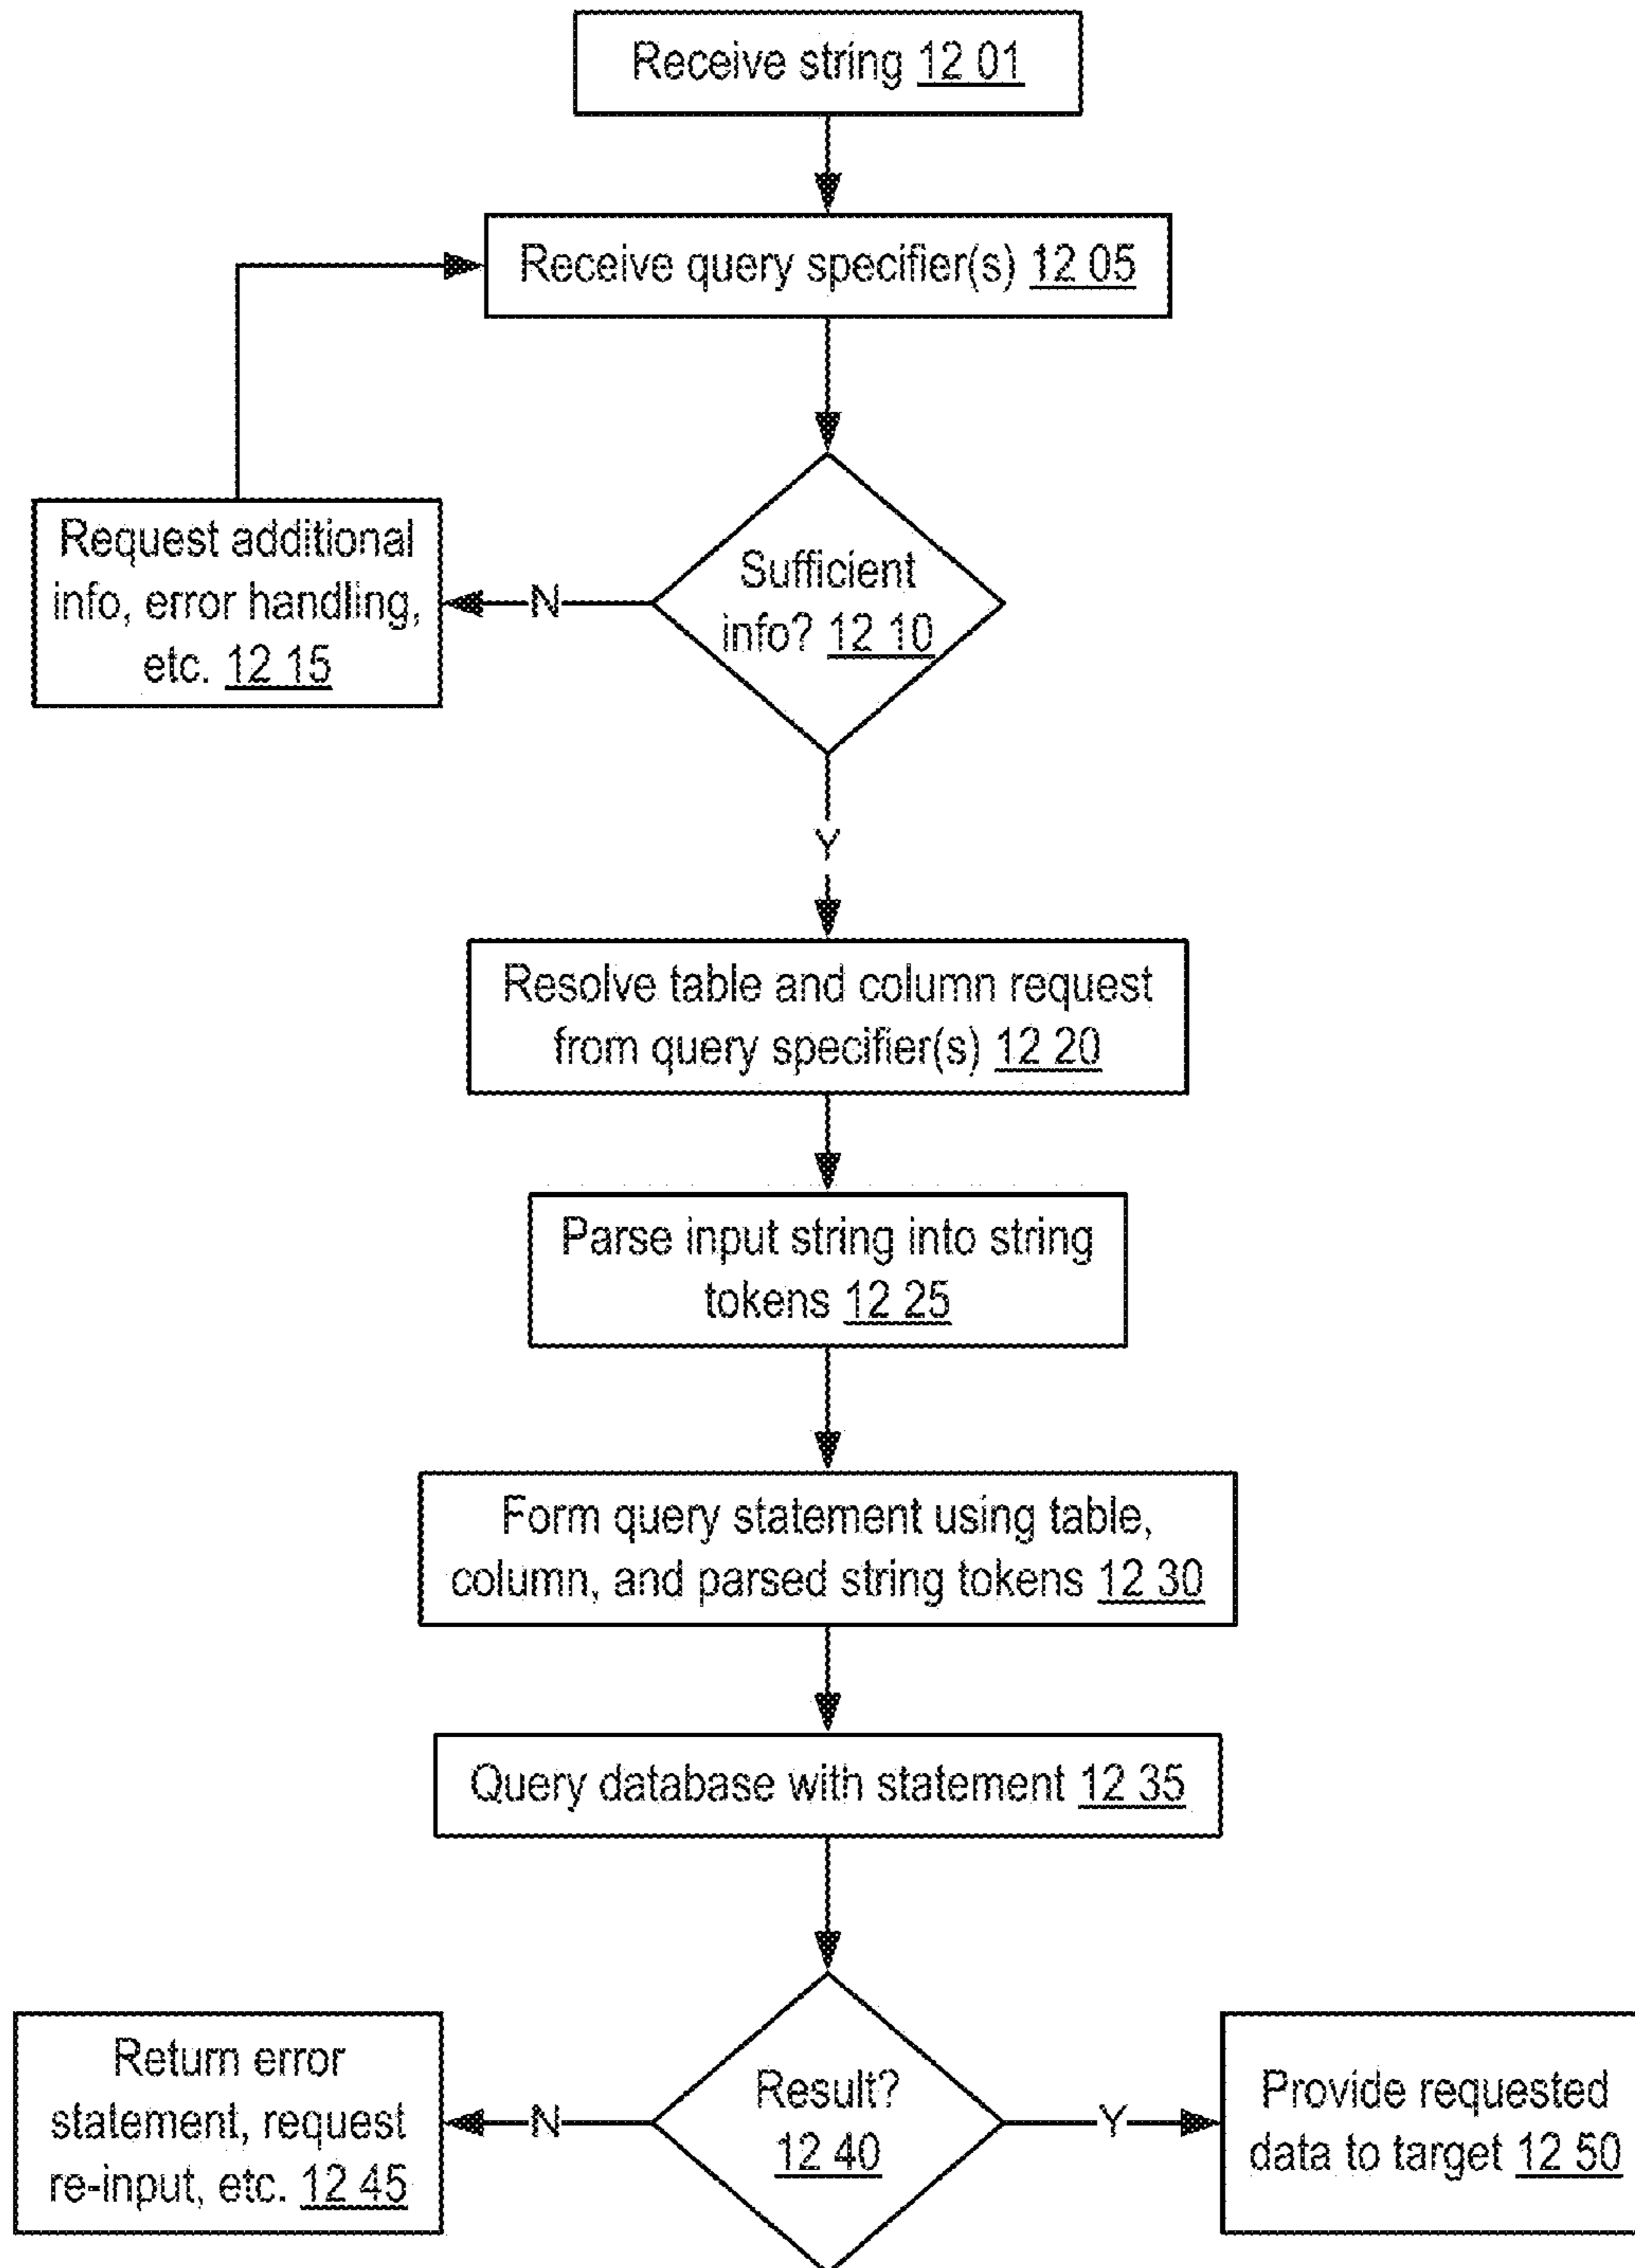 Receive string 12 01
Receive query specifier(s) 12 05
Request additional
info, error handling,
etc. 12 15
N
Sufficient
info? 12 10
Y
Resolve table and column request
from query specifier(s) 12 20
Parse input string into string
tokens 12 25
Form query statement using table,
column, and parsed string tokens 12 30
Query database with statement 12 35
Return error
statement, request
re-input, etc. 12 45
N
Result?
12 40
Y
Provide requested
data to target 12 50